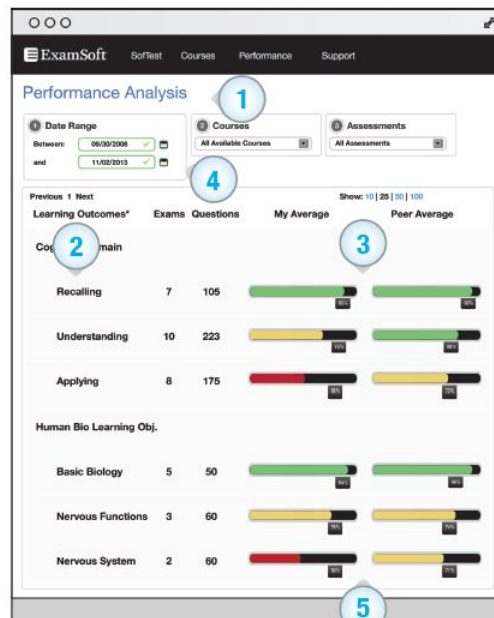 ExamSoft SofTest Courses Performance Support
Performance Analysis
1
1 Date Range 2 Courses 3 Assessments
Between: 09/30/2008 All Available Courses All Assessments
and 11/02/2013
4
Previous 1 Next Show: 10 | 25 | 50 | 100
Learning Outcomes* Exams Questions My Average Peer Average
2 3
Recalling 7 105
Understanding 10 223
Applying 8 175
Human Bio Learning Obj.
Basic Biology 5 50
Nervous Functions 3 60
Nervous System 2 60
5